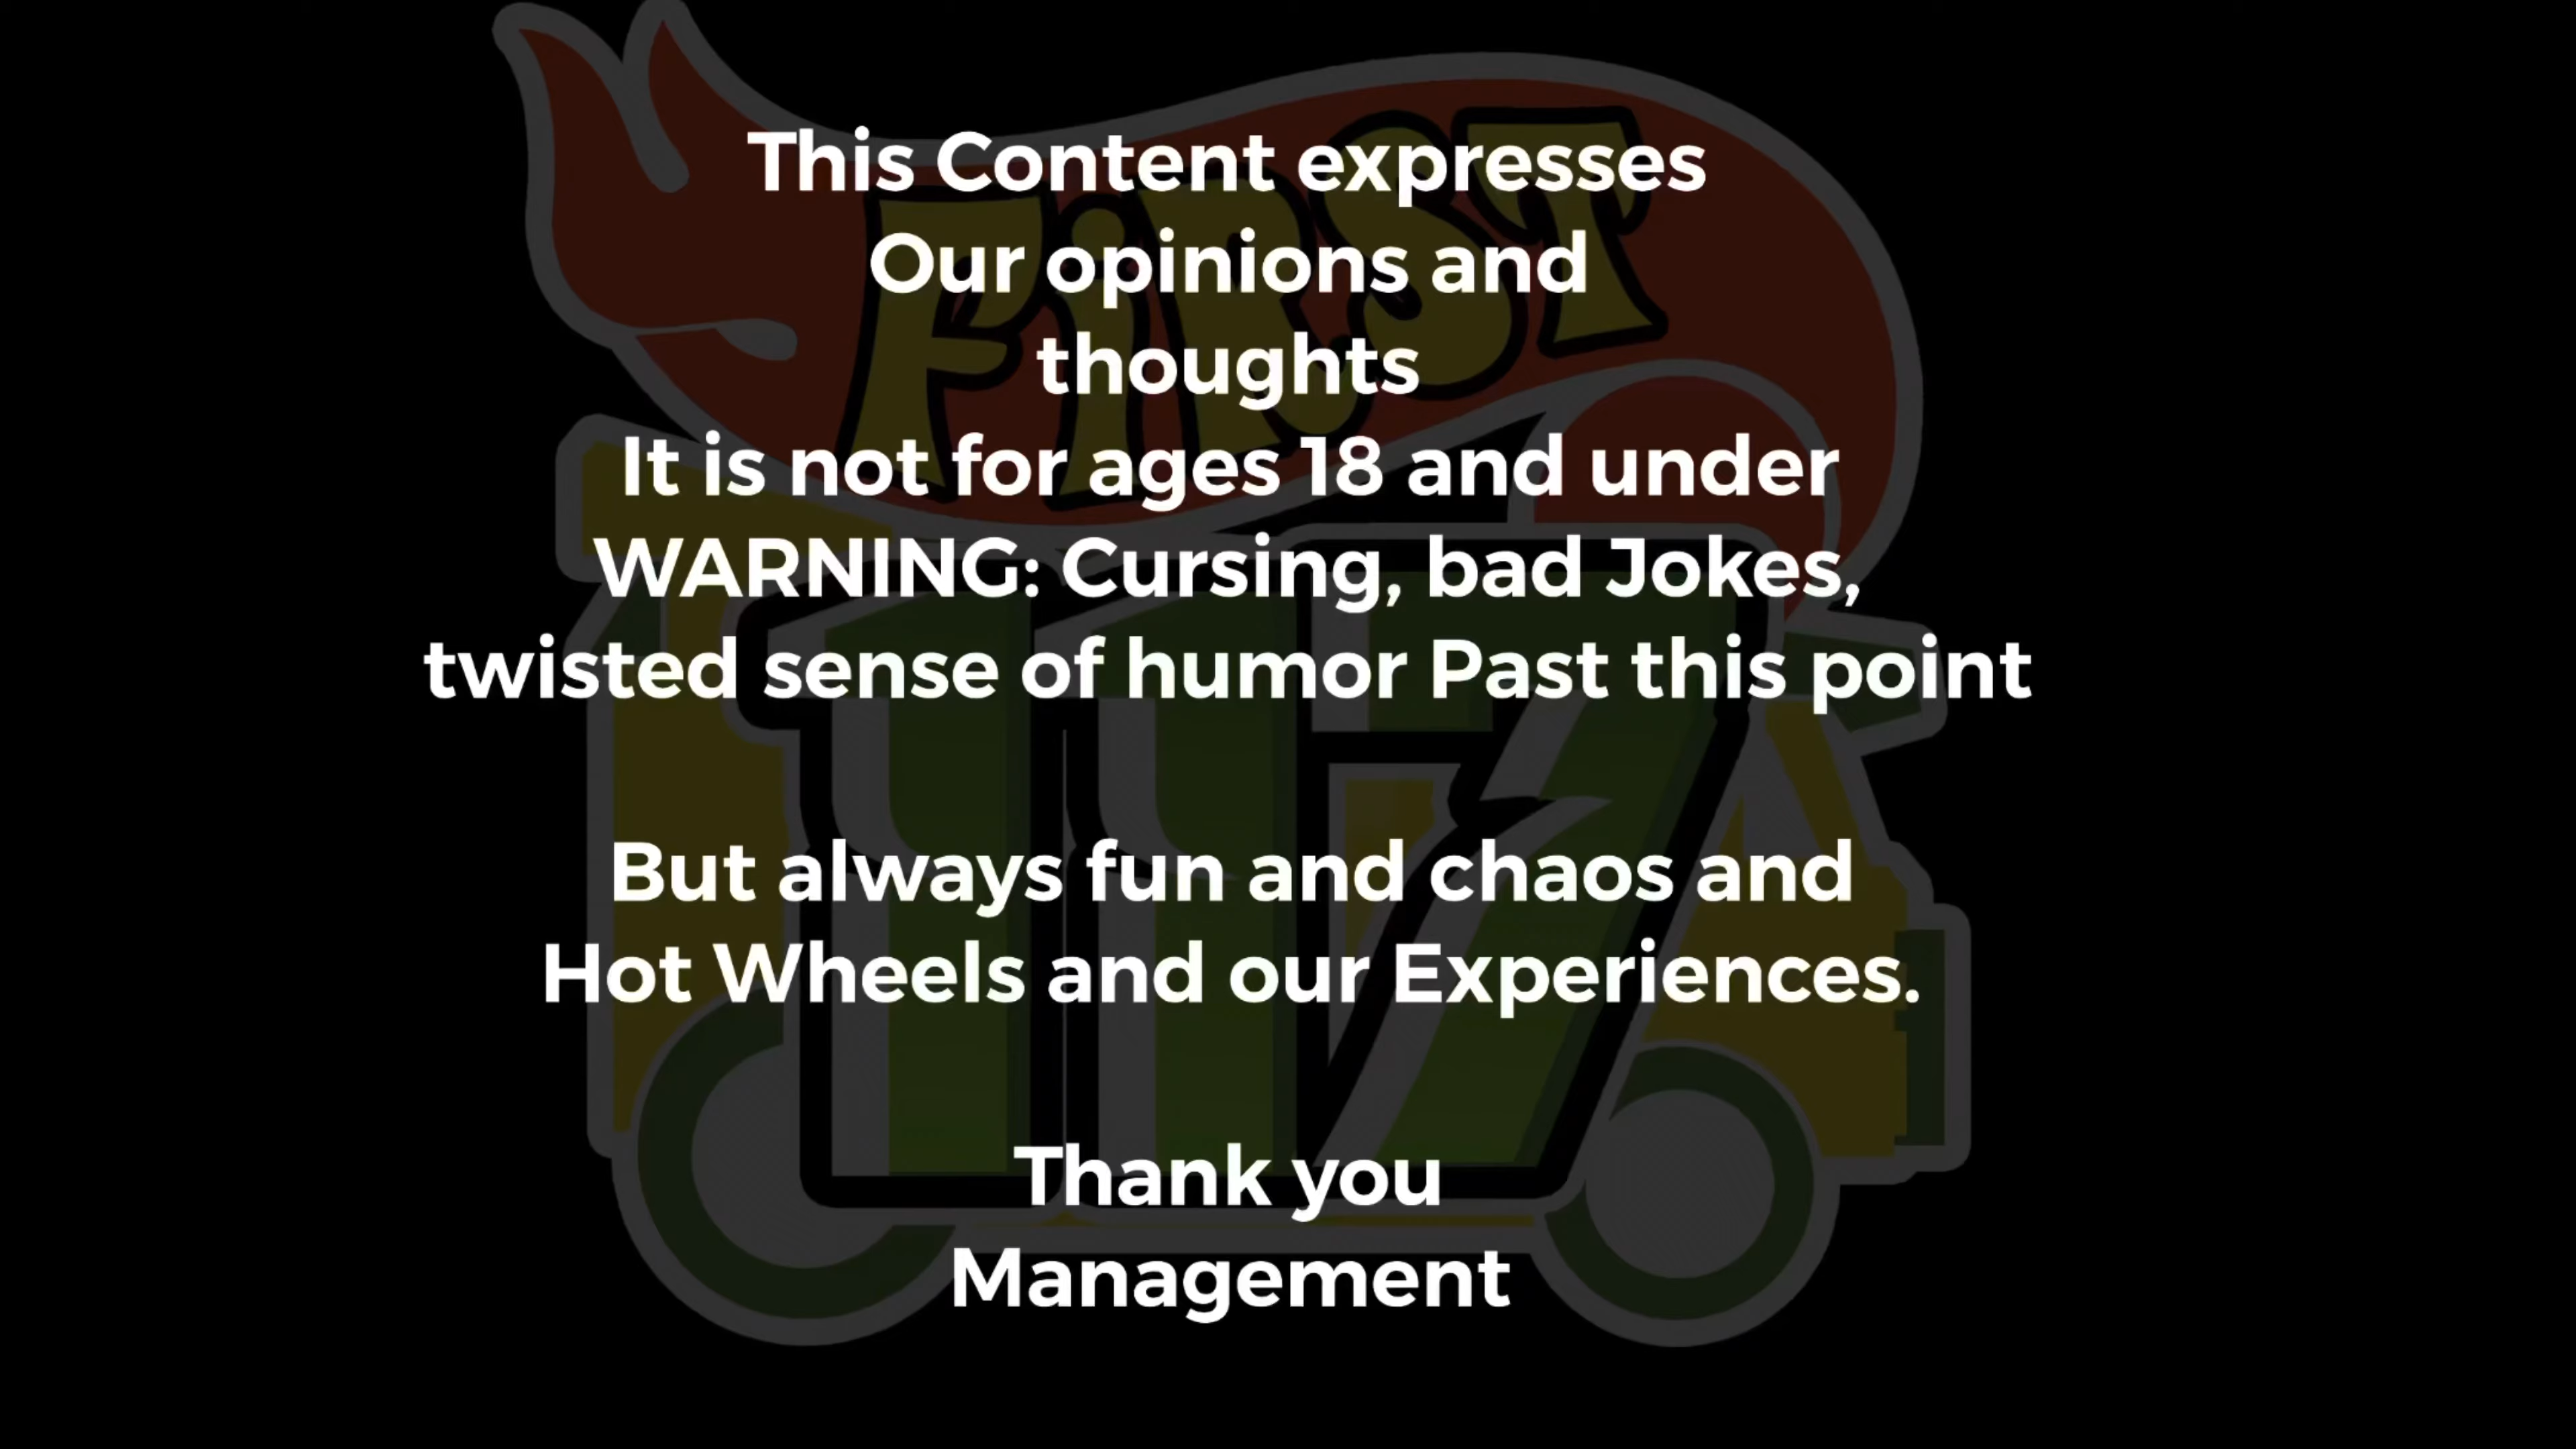 This Content expresses
Our opinions and
thoughts
It is not for ages 18 and under
WARNING: Cursing, bad Jokes,
twisted sense of humor Past this point
But always fun and chaos and
Hot Wheels and our Experiences.
Thank you
Management
FiRST
117